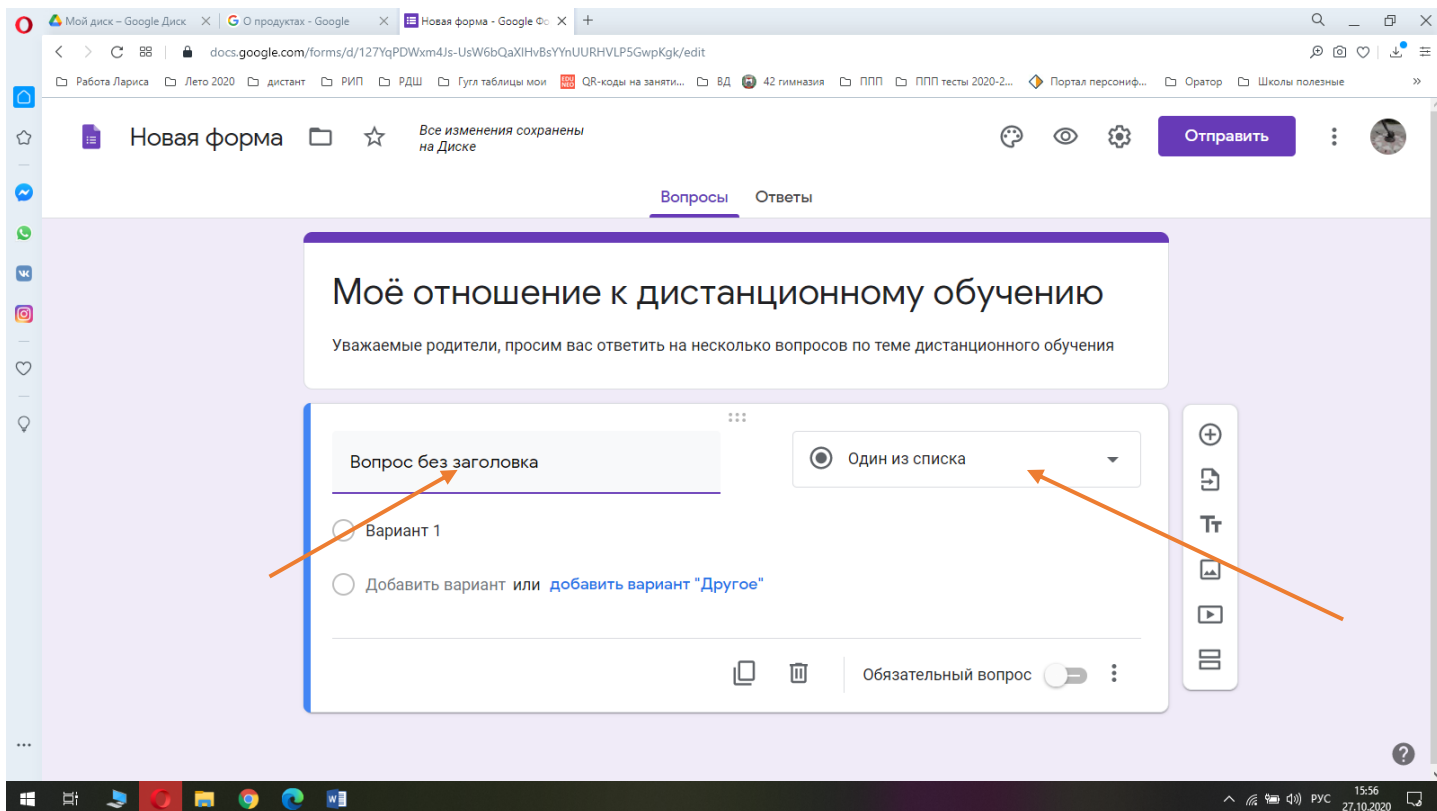 Мой диск – Google Диск
О продуктах - Google
Новая форма - Google Фо
docs.google.com/forms/d/127YqPDWxm4Js-UsW6bQaXIHvBsYYnUURHVLP5GwpKgk/edit
Работа Лариса
Лето 2020
дистант
РИП
РДШ
Гугл таблицы мои
QR-коды на заняти...
ВД
42 гимназия
ППП
ППП тесты 2020-2...
Портал персониф...
Оратор
Школы полезные
Новая форма
Все изменения сохранены
на Диске
Отправить
Вопросы
Ответы
Моё отношение к дистанционному обучению
Уважаемые родители, просим вас ответить на несколько вопросов по теме дистанционного обучения
Вопрос без заголовка
Один из списка
Вариант 1
Добавить вариант или добавить вариант "Другое"
Обязательный вопрос
Tт
РУС
15:56
27.10.2020